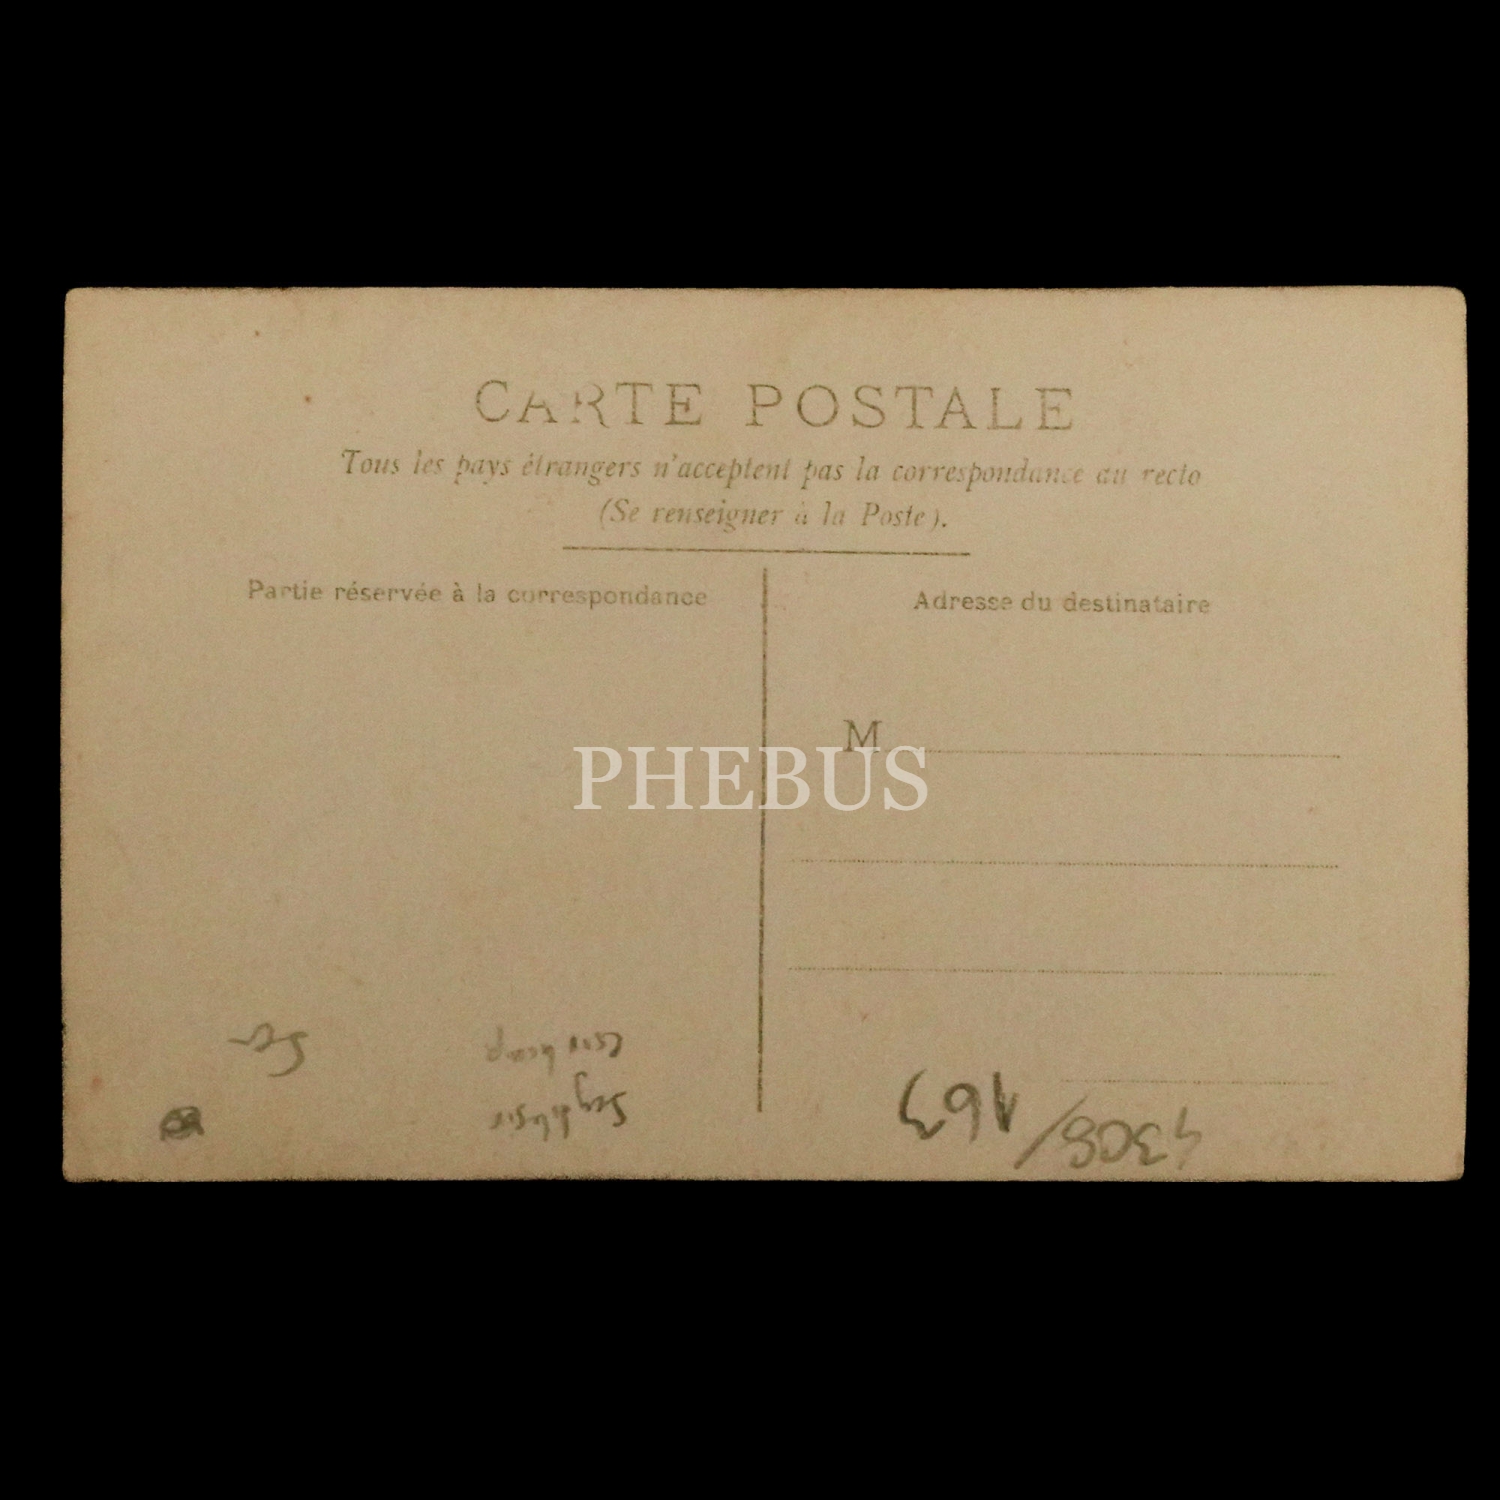 CARTE POSTALE
Tous les pays étrangers n'acceptent pas la correspondance au recto
(Se renseigner à la Poste).
Partie réservée à la correspondance
Adresse du destinataire
M
PHEBUS
4308/